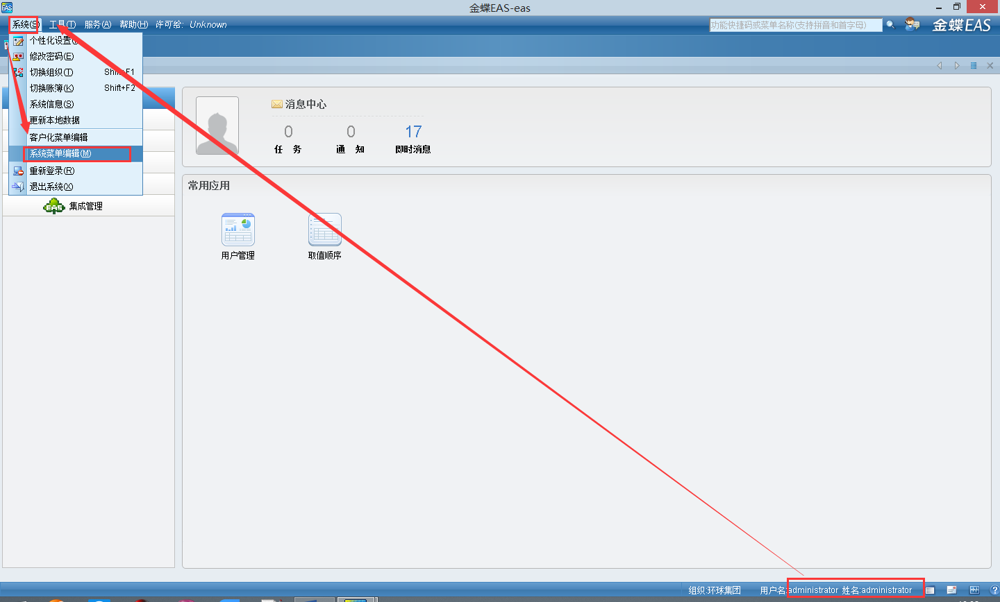 EAS
金蝶EAS-eas
系统(S) 工具(T) 服务(A) 帮助(H) 许可给: Unknown
功能快捷码或菜单名称(支持拼音和首字母)
金蝶EAS
个性化设置
修改密码(E)
切换组织(T) Shift+F1
切换账簿(K) Shift+F2
系统信息(S)
更新本地数据
客户化菜单编辑
系统菜单编辑(M)
重新登录(R)
退出系统(X)
EAS 集成管理
消息中心
0 0 17
任 务 通 知 即时消息
常用应用
用户管理 取值顺序
组织:环球集团 用户名:administrator 姓名:administrator